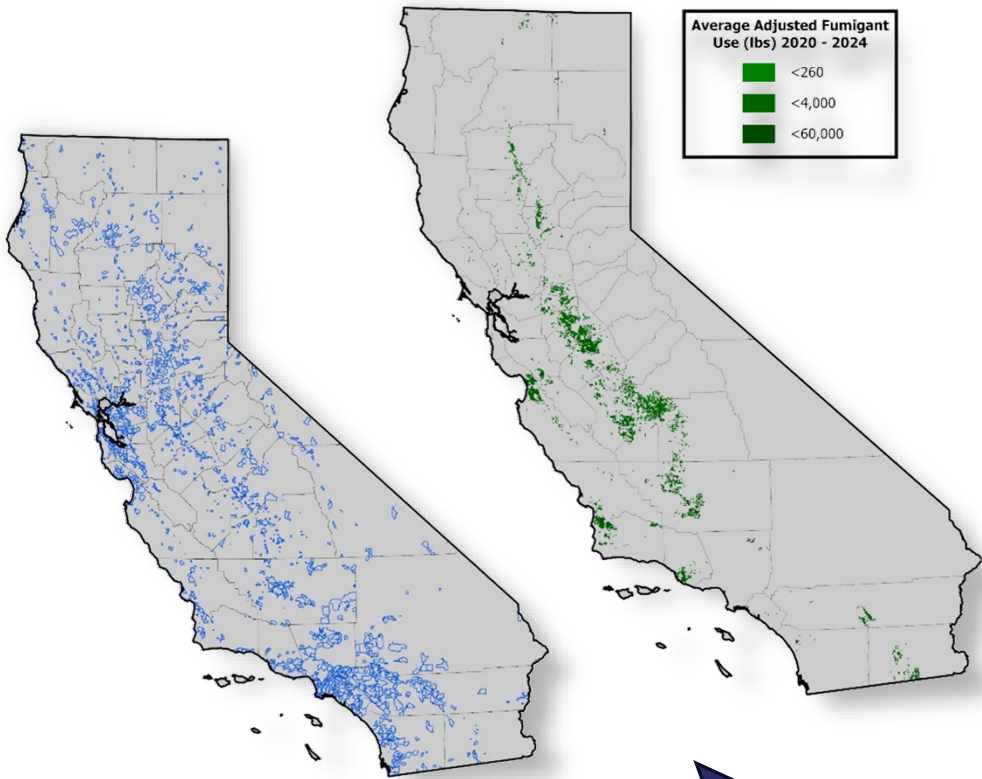 Average Adjusted Fumigant
Use (lbs) 2020 - 2024
<260
<4,000
<60,000